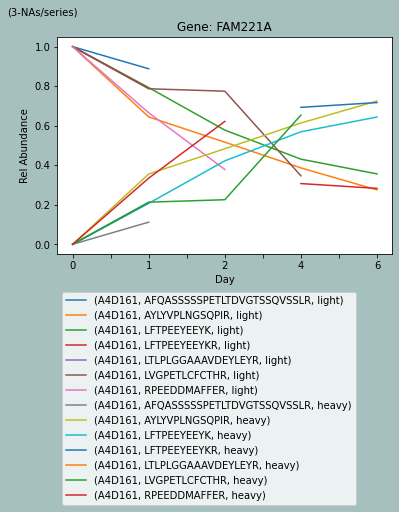 (3-NAs/series)
Gene: FAM221A
1.0
0.8
0.6
0.4
0.2
0.0
Rel Abundance
0 1 2 4 6
Day
(A4D161, AFQASSSSSPETLTDVGTSSQVSSLR, light)
(A4D161, AYLYVPLNGSQPIR, light)
(A4D161, LFTPEEYEEYK, light)
(A4D161, LFTPEEYEEYKR, light)
(A4D161, LTLPLGGAAAVDEYLEYR, light)
(A4D161, LVGPETLCFCTHR, light)
(A4D161, RPEEDDMAFFER, light)
(A4D161, AFQASSSSSPETLTDVGTSSQVSSLR, heavy)
(A4D161, AYLYVPLNGSQPIR, heavy)
(A4D161, LFTPEEYEEYK, heavy)
(A4D161, LFTPEEYEEYKR, heavy)
(A4D161, LTLPLGGAAAVDEYLEYR, heavy)
(A4D161, LVGPETLCFCTHR, heavy)
(A4D161, RPEEDDMAFFER, heavy)